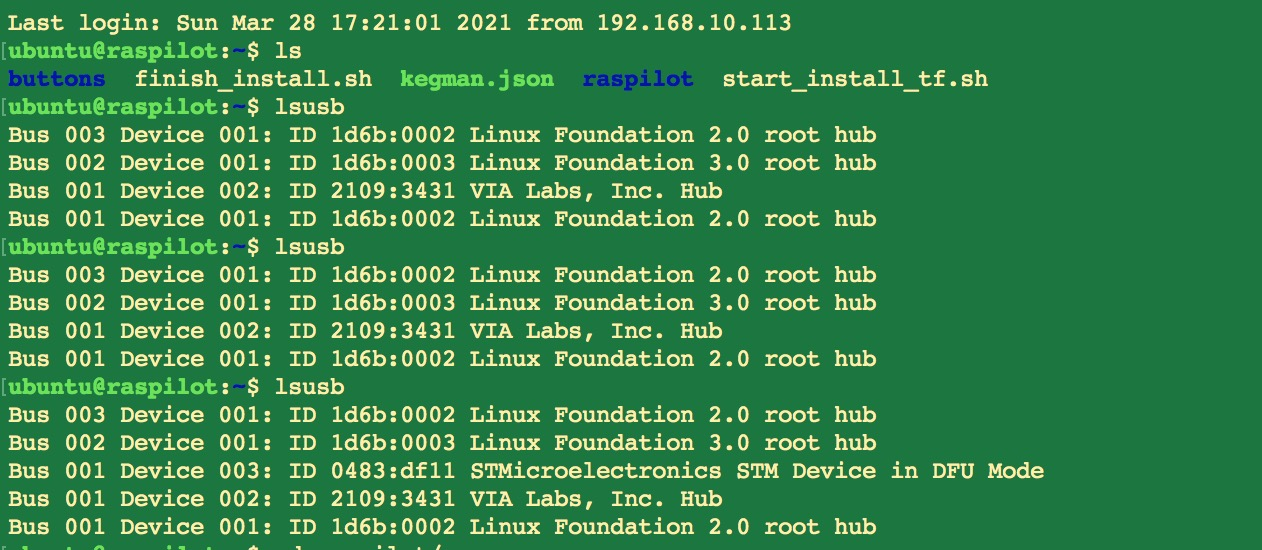 Last login: Sun Mar 28 17:21:01 2021 from 192.168.10.113
[ubuntu@raspilot:~$ ls
buttons finish_install.sh kegman.json raspilot start_install_tf.sh
[ubuntu@raspilot:~$ lsusb
Bus 003 Device 001: ID 1d6b:0002 Linux Foundation 2.0 root hub
Bus 002 Device 001: ID 1d6b:0003 Linux Foundation 3.0 root hub
Bus 001 Device 002: ID 2109:3431 VIA Labs, Inc. Hub
Bus 001 Device 001: ID 1d6b:0002 Linux Foundation 2.0 root hub
[ubuntu@raspilot:~$ lsusb
Bus 003 Device 001: ID 1d6b:0002 Linux Foundation 2.0 root hub
Bus 002 Device 001: ID 1d6b:0003 Linux Foundation 3.0 root hub
Bus 001 Device 002: ID 2109:3431 VIA Labs, Inc. Hub
Bus 001 Device 001: ID 1d6b:0002 Linux Foundation 2.0 root hub
[ubuntu@raspilot:~$ lsusb
Bus 003 Device 001: ID 1d6b:0002 Linux Foundation 2.0 root hub
Bus 002 Device 001: ID 1d6b:0003 Linux Foundation 3.0 root hub
Bus 001 Device 003: ID 0483:df11 STMicroelectronics STM Device in DFU Mode
Bus 001 Device 002: ID 2109:3431 VIA Labs, Inc. Hub
Bus 001 Device 001: ID 1d6b:0002 Linux Foundation 2.0 root hub